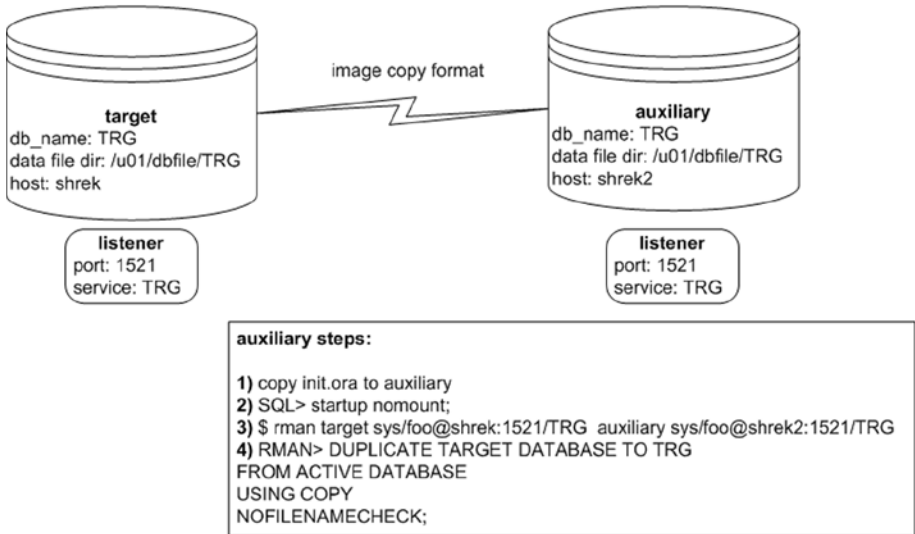 target
db_name: TRG
data file dir: /u01/dbfile/TRG
host: shrek
image copy format
auxiliary
db_name: TRG
data file dir: /u01/dbfile/TRG
host: shrek2
listener
port: 1521
service: TRG
listener
port: 1521
service: TRG
auxiliary steps:
1) copy init.ora to auxiliary
2) SQL> startup nomount;
3) $ rman target sys/foo@shrek:1521/TRG auxiliary sys/foo@shrek2:1521/TRG
4) RMAN> DUPLICATE TARGET DATABASE TO TRG
FROM ACTIVE DATABASE
USING COPY
NOFILENAMECHECK;